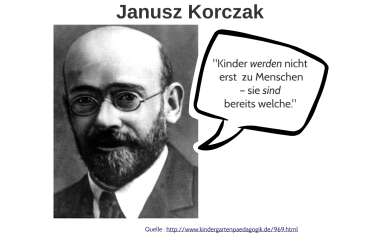 Janusz Korczak
"Kinder werden nicht
erst zu Menschen
– sie sind
bereits welche."
Quelle http://www.kindergartenpaedagogik.de/969.html